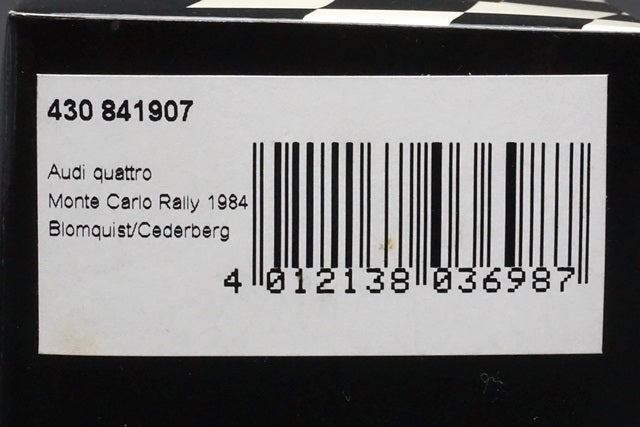 430 841907
Audi quattro
Monte Carlo Rally 1984
Blomquist/Cederberg
4 012138 036987